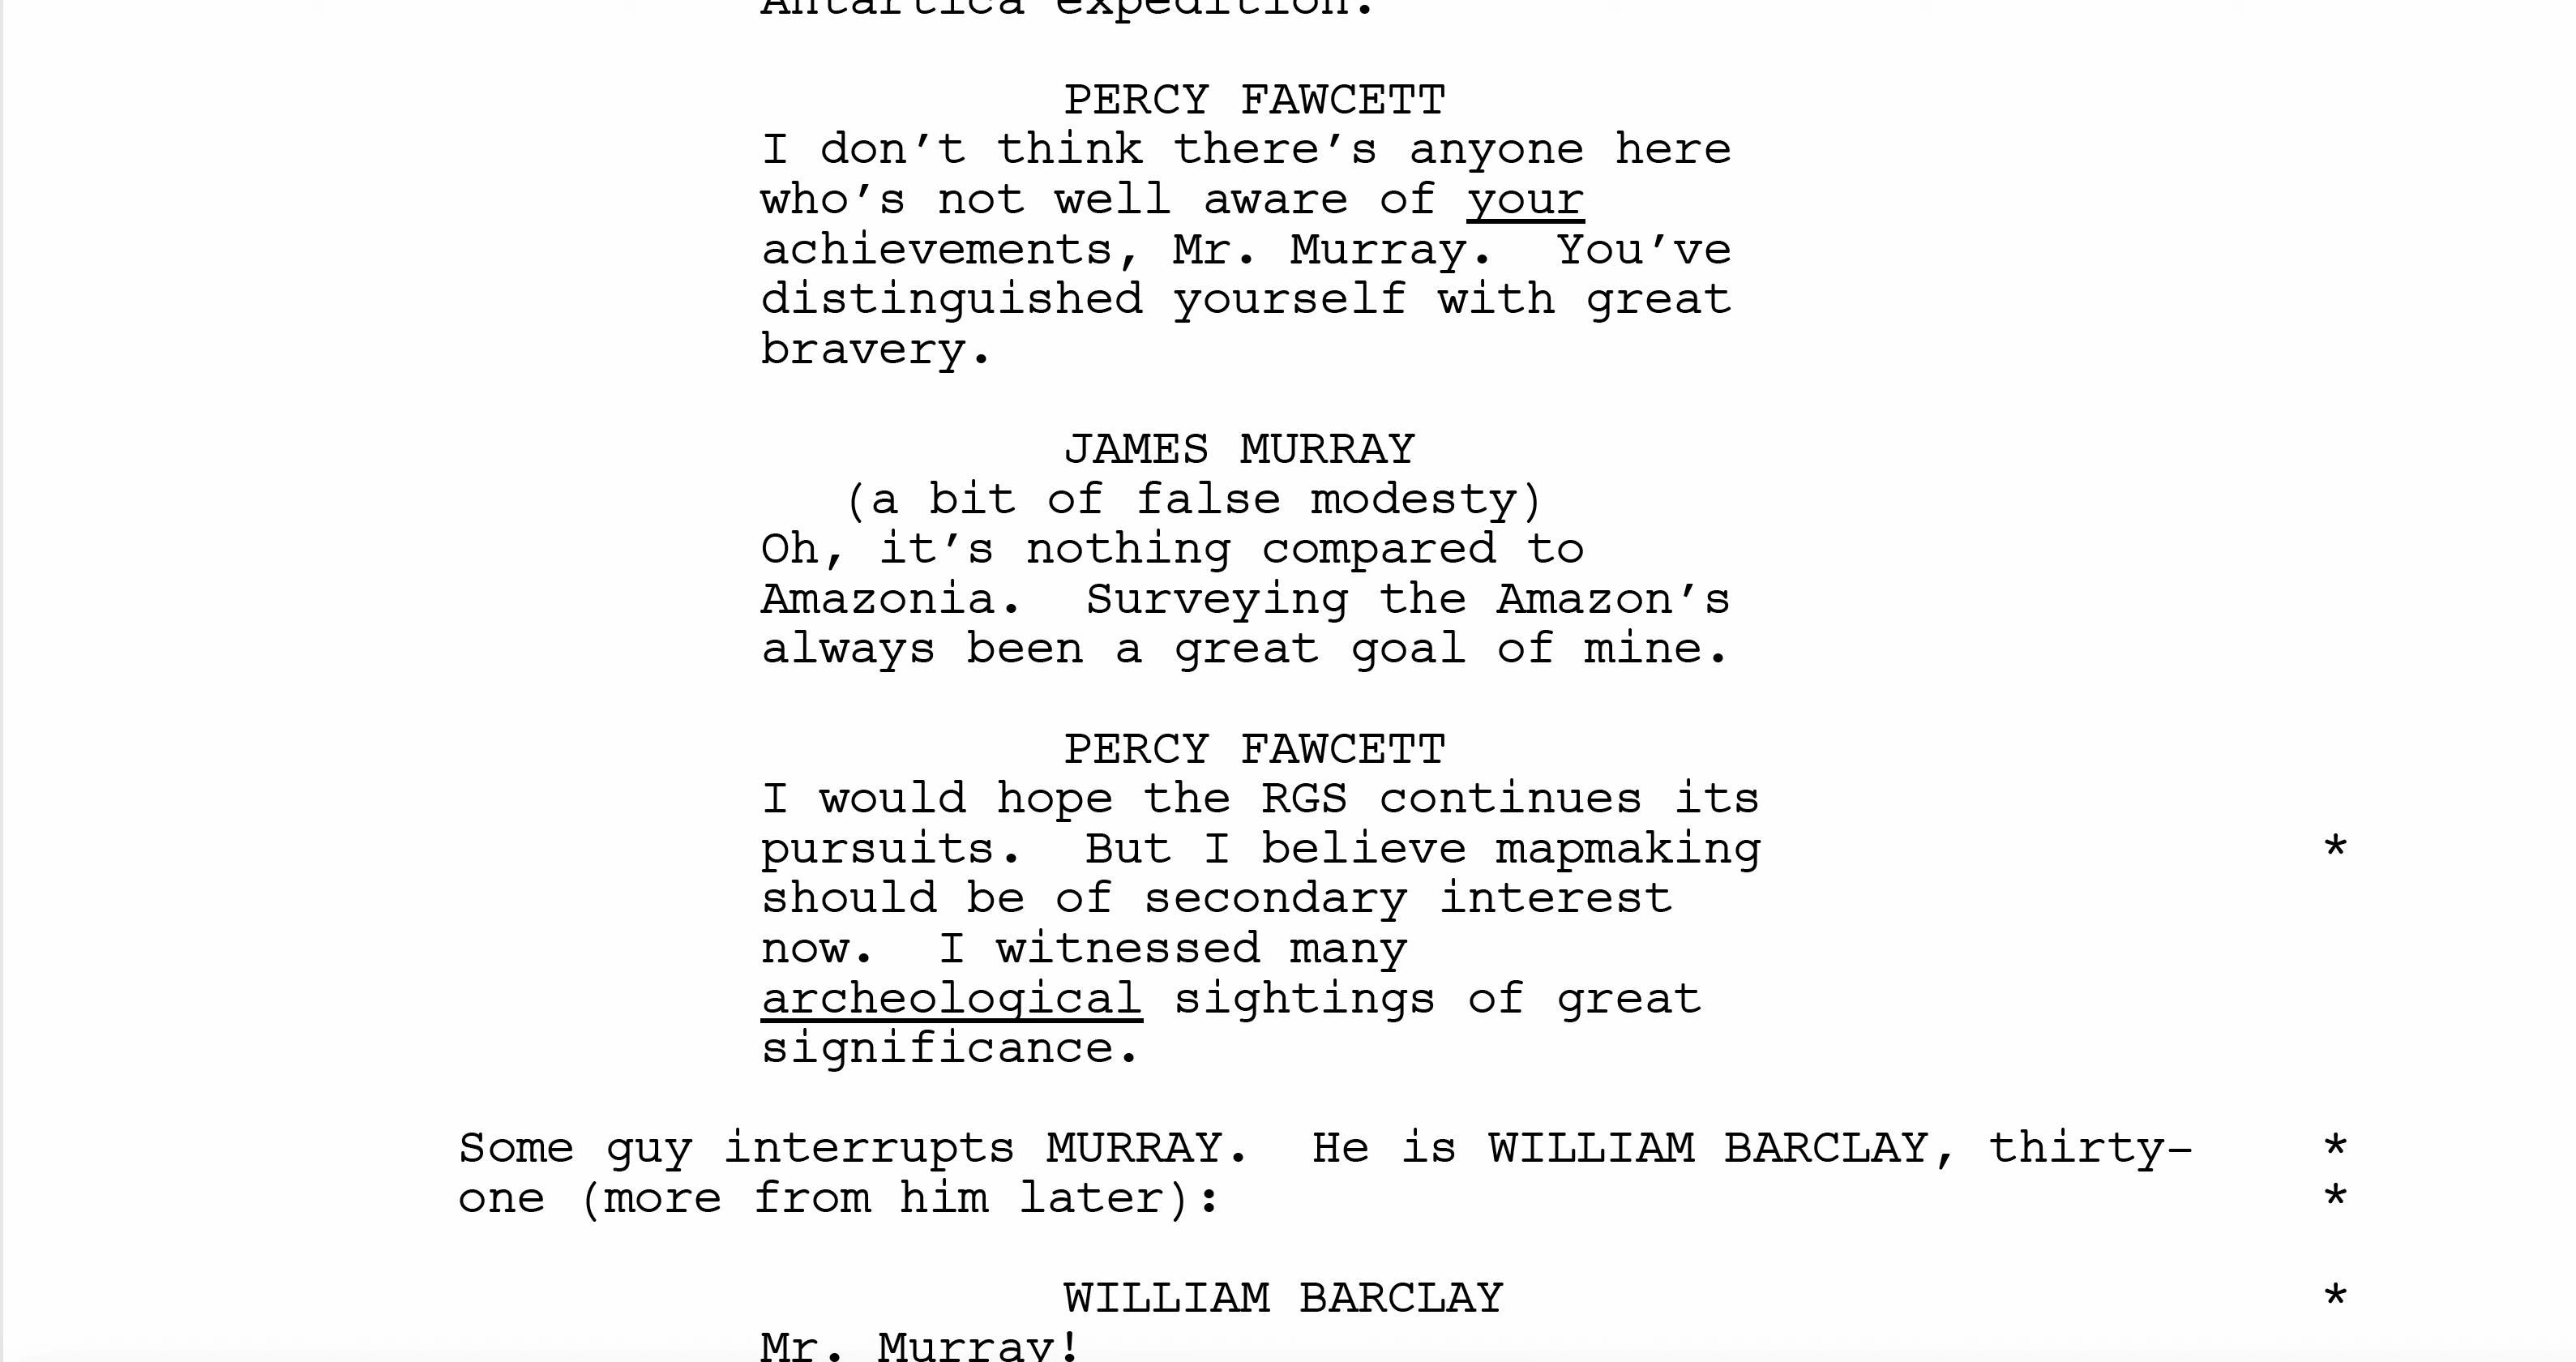 Antartica expedition.
PERCY FAWCETT
I don’t think there’s anyone here
who’s not well aware of your
achievements, Mr. Murray.  You’ve
distinguished yourself with great
bravery.
JAMES MURRAY
(a bit of false modesty)
Oh, it’s nothing compared to
Amazonia.  Surveying the Amazon’s
always been a great goal of mine.
PERCY FAWCETT
I would hope the RGS continues its
pursuits.  But I believe mapmaking *
should be of secondary interest
now.  I witnessed many
archeological sightings of great
significance.
Some guy interrupts MURRAY.  He is WILLIAM BARCLAY, thirty- *
one (more from him later): *
WILLIAM BARCLAY *
Mr. Murray!